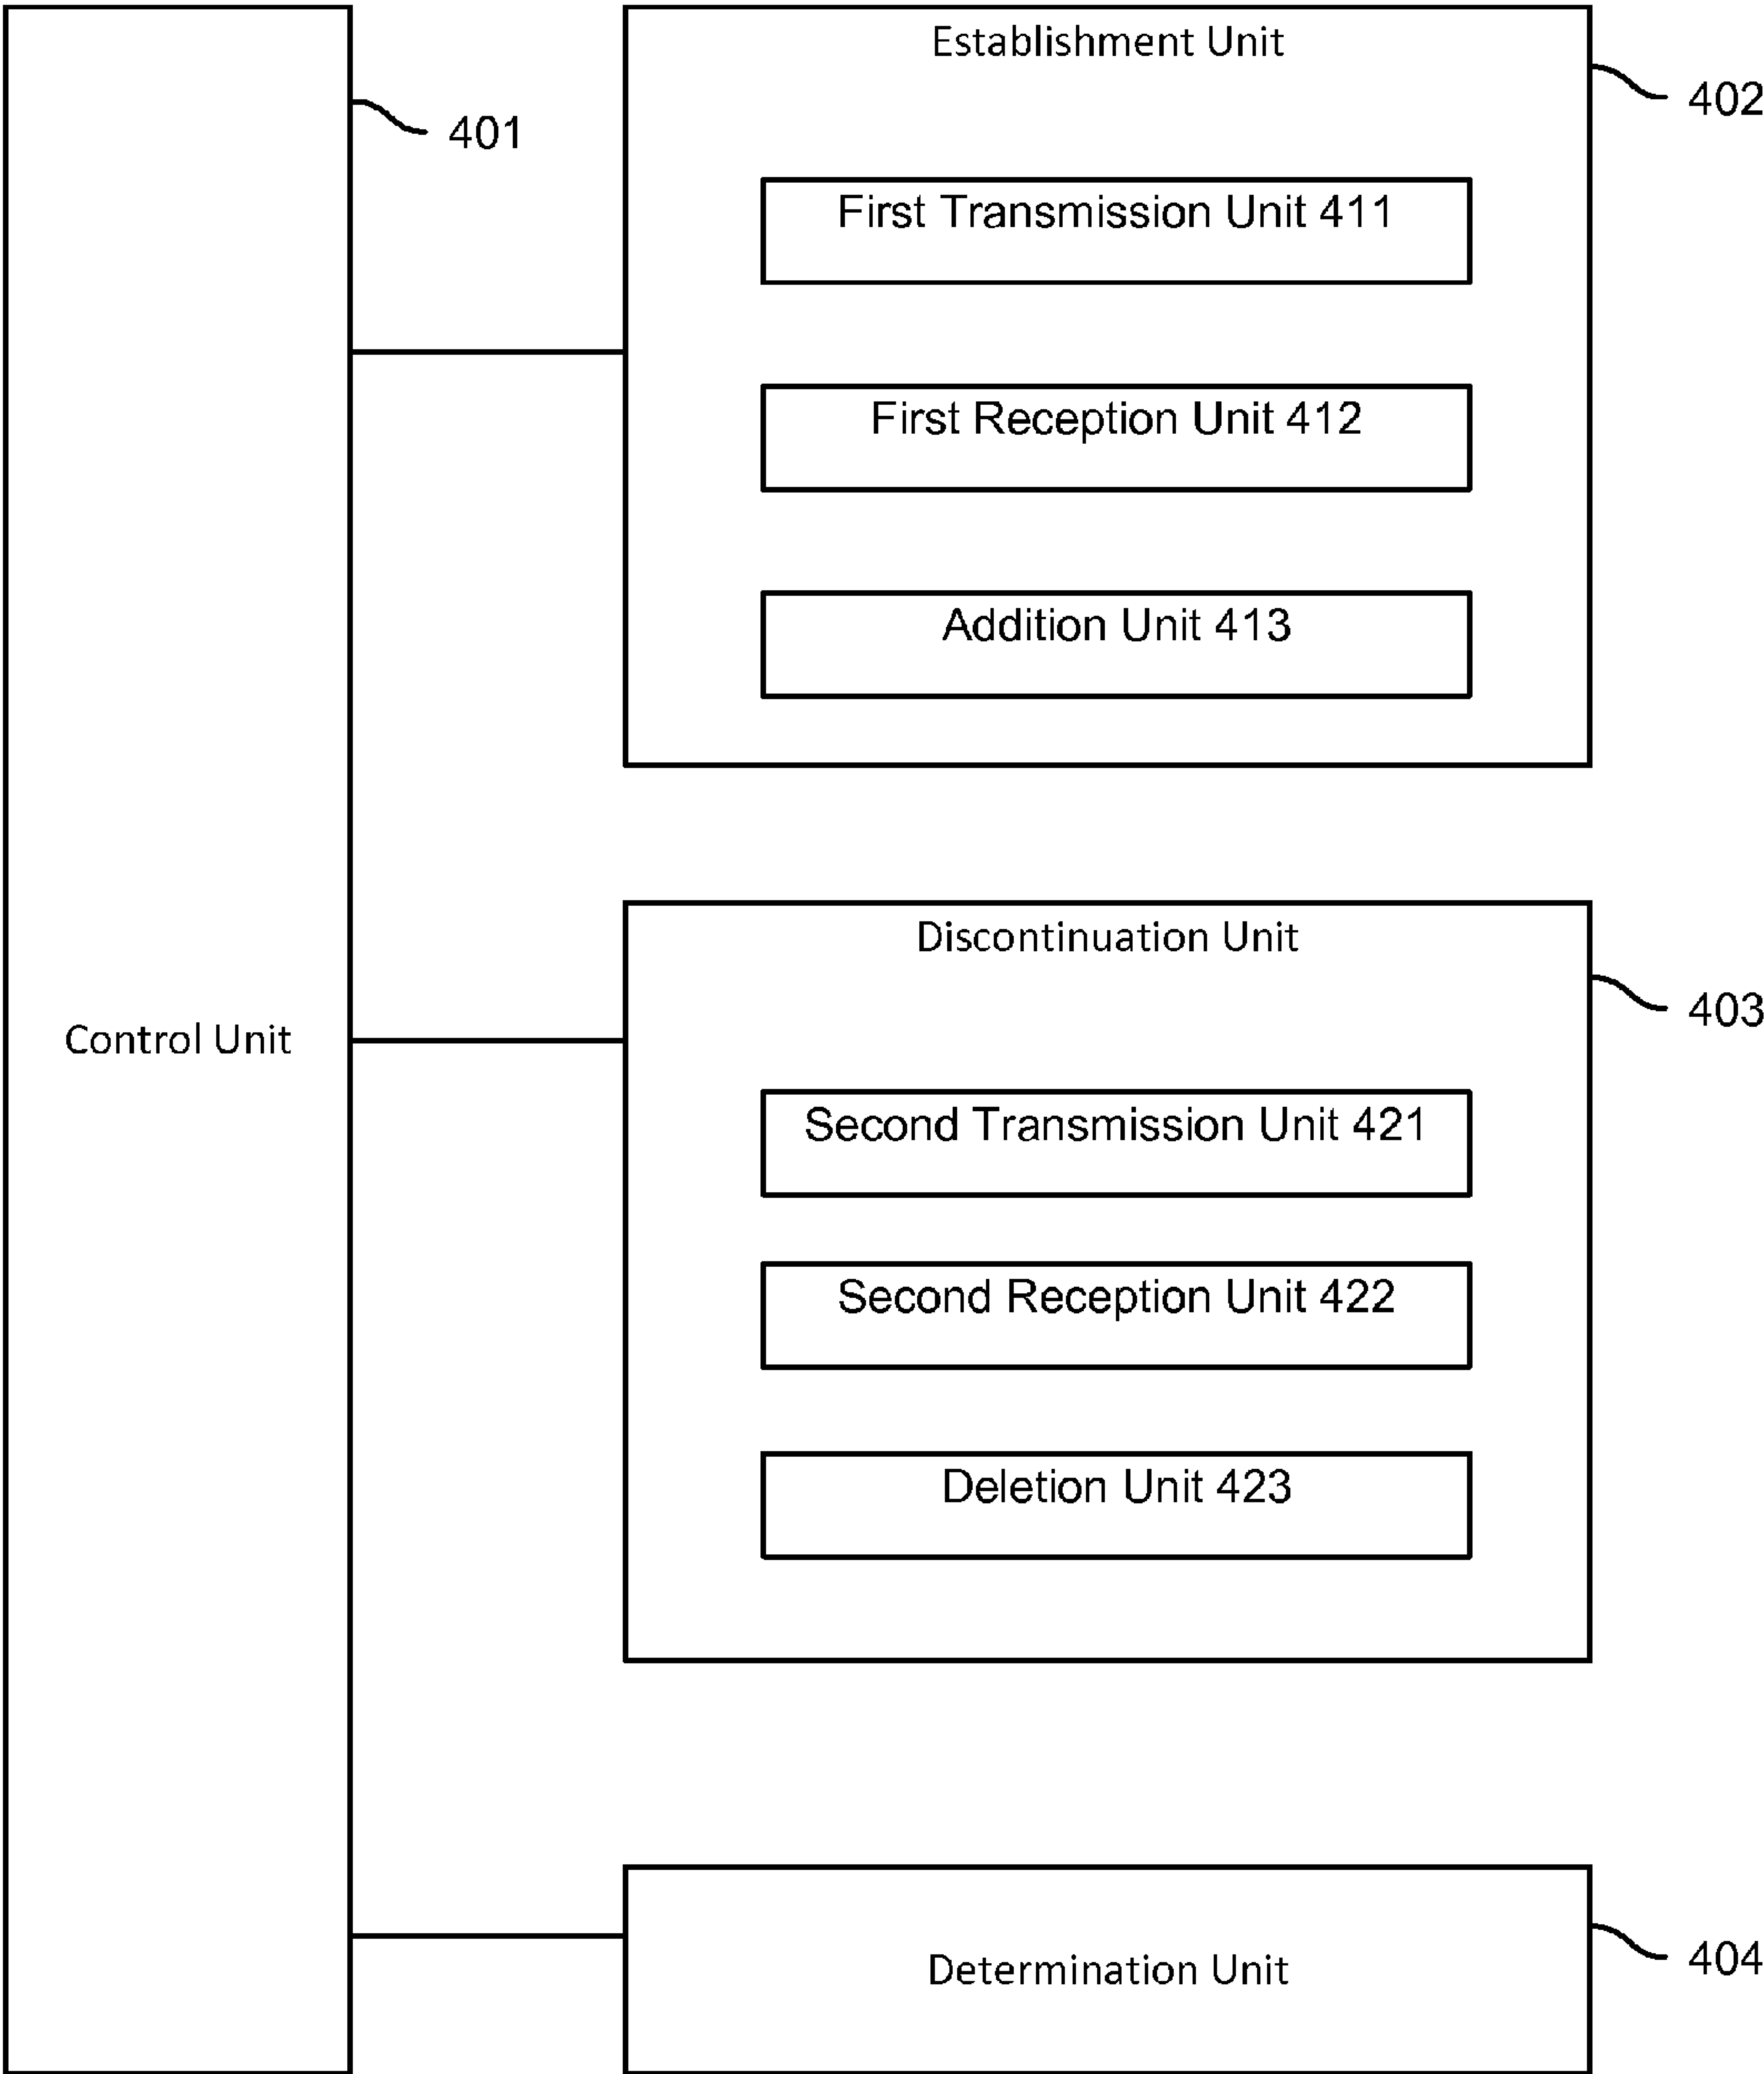 Establishment Unit
402
401
First Transmission Unit 411
First Reception Unit 412
Addition Unit 413
Discontinuation Unit
403
Control Unit
Second Transmission Unit 421
Second Reception Unit 422
Deletion Unit 423
Determination Unit
404